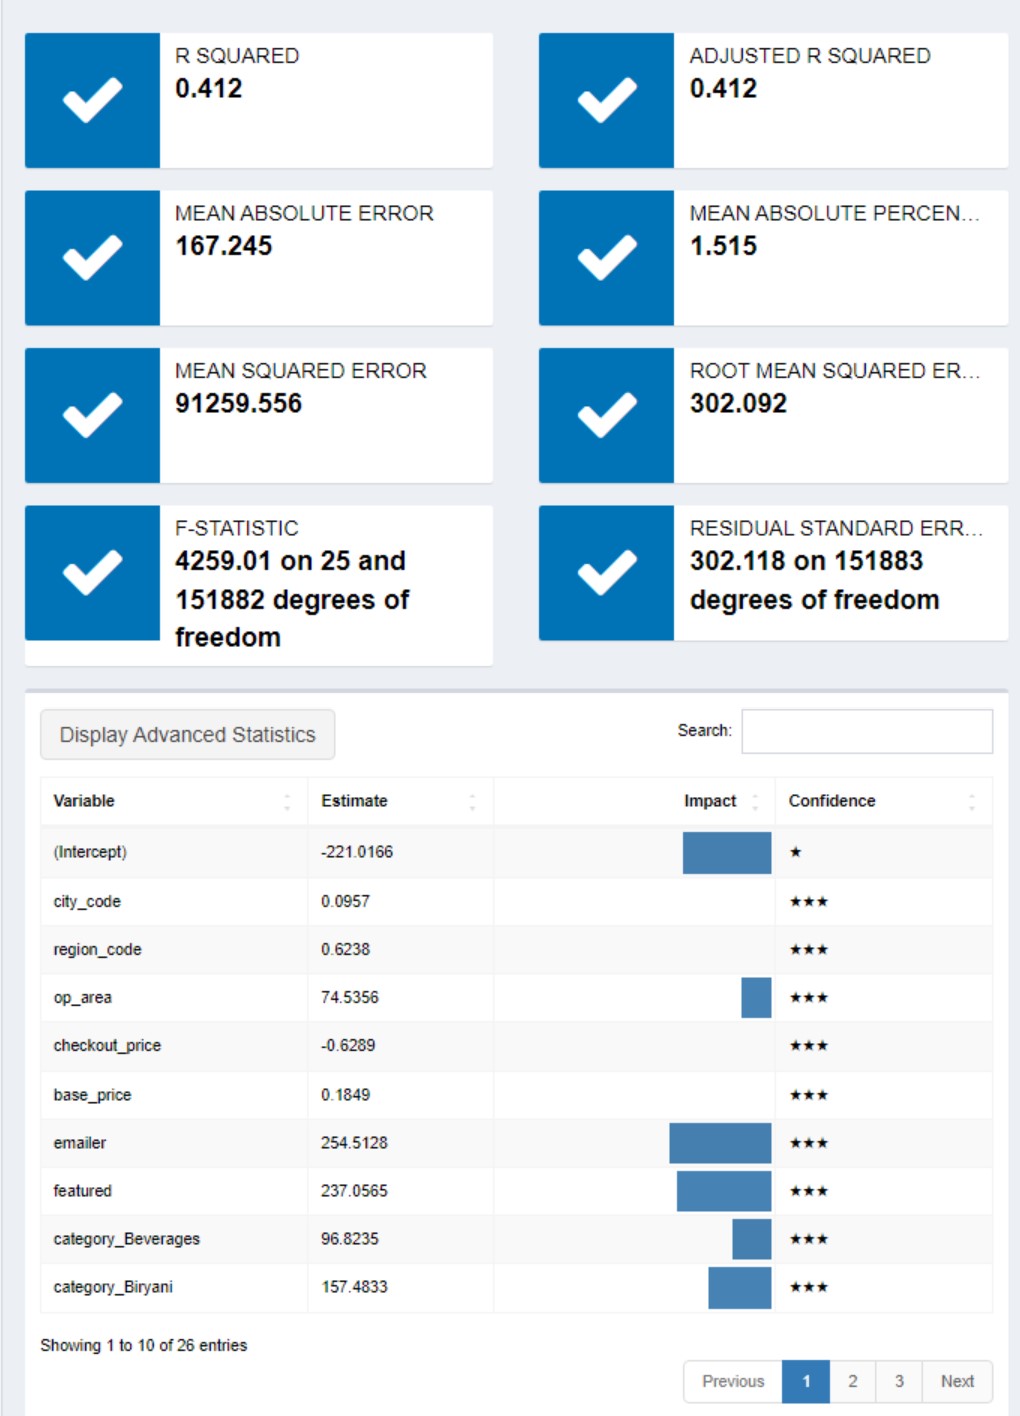 R SQUARED
0.412
ADJUSTED R SQUARED
0.412
MEAN ABSOLUTE ERROR
167.245
MEAN ABSOLUTE PERCEN...
1.515
MEAN SQUARED ERROR
91259.556
ROOT MEAN SQUARED ER...
302.092
F-STATISTIC
4259.01 on 25 and
151882 degrees of
freedom
RESIDUAL STANDARD ERR...
302.118 on 151883
degrees of freedom
Display Advanced Statistics
Search:
Variable Estimate Impact Confidence
(Intercept) -221.0166 ★
city_code 0.0957 ★★★
region_code 0.6238 ★★★
op_area 74.5356 ★★★
checkout_price -0.6289 ★★★
base_price 0.1849 ★★★
emailer 254.5128 ★★★
featured 237.0565 ★★★
category_Beverages 96.8235 ★★★
category_Biryani 157.4833 ★★★
Showing 1 to 10 of 26 entries
Previous 1 2 3 Next